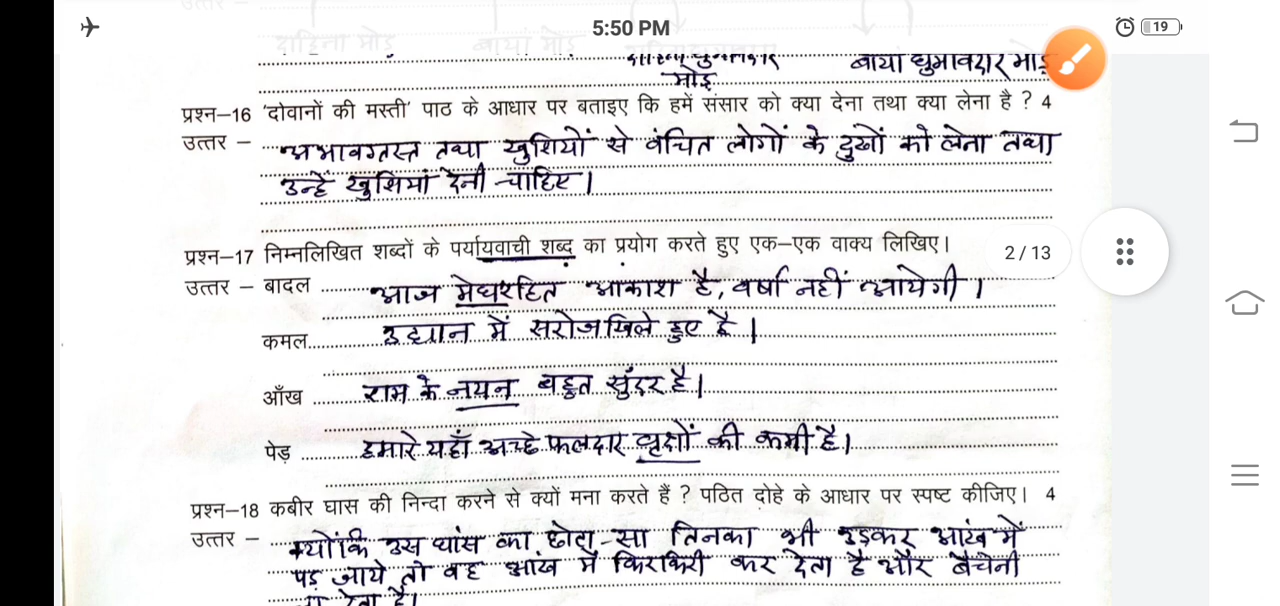 5:50 PM
19
मोड़
बायां घुमावदार मोड़
प्रश्न–16 'दोवानों की मस्ती' पाठ के आधार पर बताइए कि हमें संसार को क्या देना तथा क्या लेना है ? 4
उत्तर – अभावग्रस्त तथा खुशियों से वंचित लोगों के दुखों को लेना तथा
उन्हें खुशियां देनी चाहिए।
प्रश्न–17 निम्नलिखित शब्दों के पर्यायवाची शब्द का प्रयोग करते हुए एक–एक वाक्य लिखिए।
2 / 13
उत्तर – बादल आज मेघरहित आकाश है, वर्षा नहीं आयेगी।
कमल उद्यान में सरोज खिले हुए है।
आँख राम के नयन बहुत सुंदर है।
पेड़ हमारे यहाँ अच्छे फलदार वृक्षों की कमी है।
प्रश्न–18 कबीर घास की निन्दा करने से क्यों मना करते हैं ? पठित दोहे के आधार पर स्पष्ट कीजिए। 4
उत्तर – क्योंकि उस घांस का छोटा-सा तिनका भी उड़कर आंख में
पड़ जाये तो वह आंख में किरकिरी कर देता है और बैचेनी
देता है।